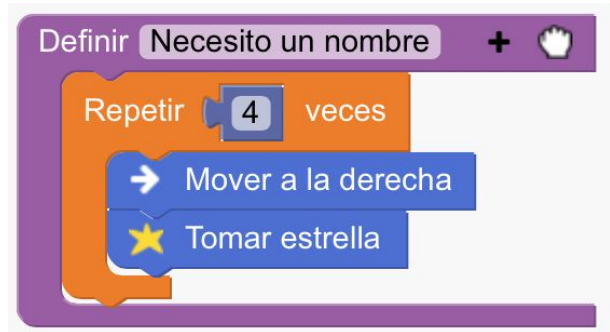 Definir Necesito un nombre
Repetir 4 veces
Mover a la derecha
Tomar estrella